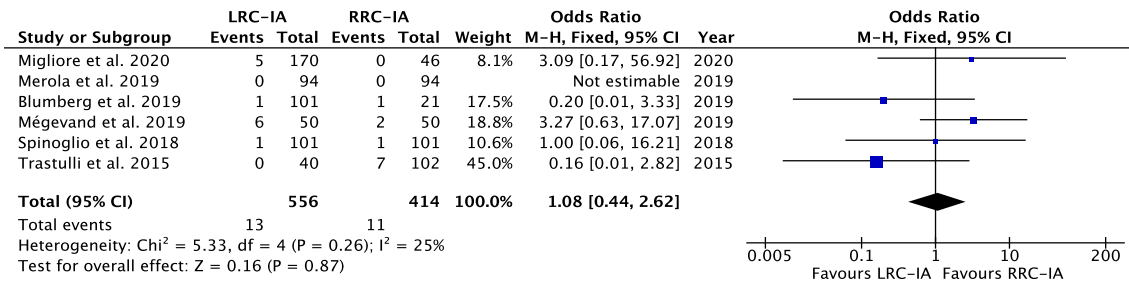 LRC-IA RRC-IA Odds Ratio Odds Ratio
Study or Subgroup Events Total Events Total Weight M-H, Fixed, 95% CI Year M-H, Fixed, 95% CI
Migliore et al. 2020 5 170 0 46 8.1% 3.09 [0.17, 56.92] 2020
Merola et al. 2019 0 94 0 94 Not estimable 2019
Blumberg et al. 2019 1 101 1 21 17.5% 0.20 [0.01, 3.33] 2019
Mégevand et al. 2019 6 50 2 50 18.8% 3.27 [0.63, 17.07] 2019
Spinoglio et al. 2018 1 101 1 101 10.6% 1.00 [0.06, 16.21] 2018
Trastulli et al. 2015 0 40 7 102 45.0% 0.16 [0.01, 2.82] 2015
Total (95% CI) 556 414 100.0% 1.08 [0.44, 2.62]
Total events 13 11
Heterogeneity: Chi² = 5.33, df = 4 (P = 0.26); I² = 25%
Test for overall effect: Z = 0.16 (P = 0.87)
0.005 0.1 1 10 200
Favours LRC-IA Favours RRC-IA